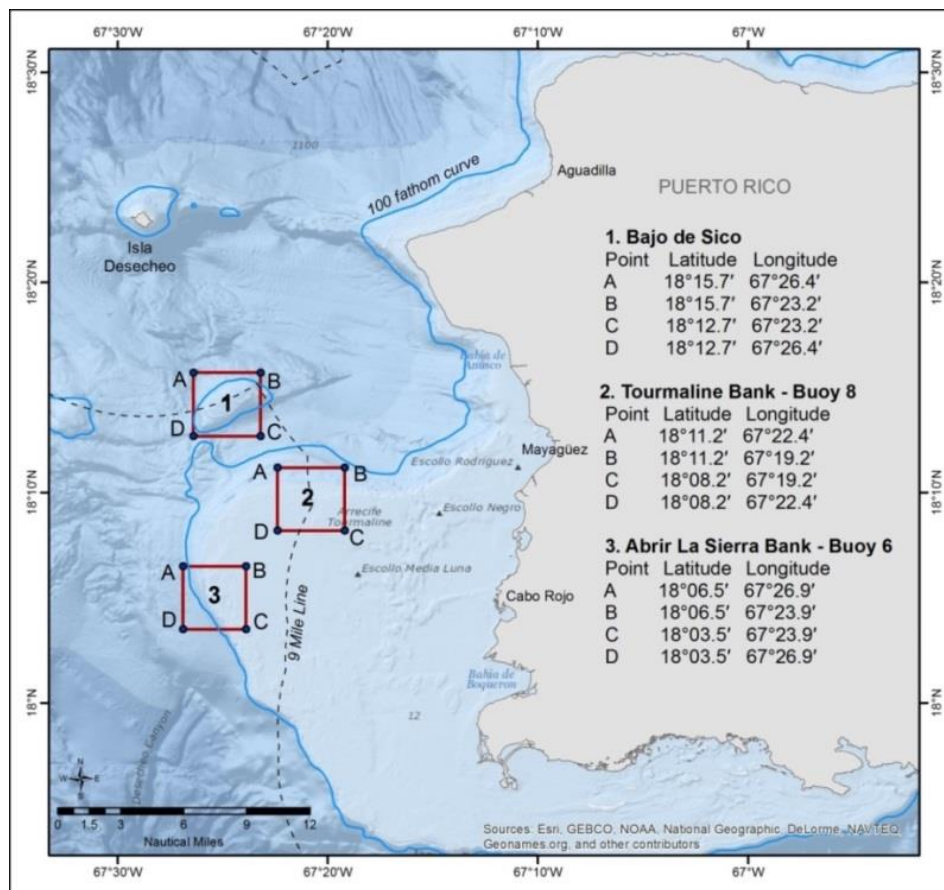 67°30'W 67°20'W 67°10'W 67°W
18°30'N 18°30'N
1100
100 fathom curve
Aguadilla
PUERTO RICO
Isla
Desecheo
1. Bajo de Sico
Point Latitude Longitude
A 18°15.7' 67°26.4'
B 18°15.7' 67°23.2'
C 18°12.7' 67°23.2'
D 18°12.7' 67°26.4'
18°20'N 18°20'N
Bahía de
Añasco
A B
1
D C
2. Tourmaline Bank - Buoy 8
Point Latitude Longitude
A 18°11.2' 67°22.4'
B 18°11.2' 67°19.2'
C 18°08.2' 67°19.2'
D 18°08.2' 67°22.4'
Mayagüez
Escollo Rodríguez
A B
2
D C
18°10'N 18°10'N
Arrecife
Tourmaline
Escollo Negro
Escollo Media Luna
3. Abrir La Sierra Bank - Buoy 6
Point Latitude Longitude
A 18°06.5' 67°26.9'
B 18°06.5' 67°23.9'
C 18°03.5' 67°23.9'
D 18°03.5' 67°26.9'
A B
3
D C
Cabo Rojo
9 Mile Line
Bahía de
Boquerón
18°N 18°N
12
Desecheo Canyon
N
W E
S
0 1.5 3 6 9 12
Nautical Miles
Sources: Esri, GEBCO, NOAA, National Geographic, DeLorme, NAVTEQ,
Geonames.org, and other contributors
67°30'W 67°20'W 67°10'W 67°W